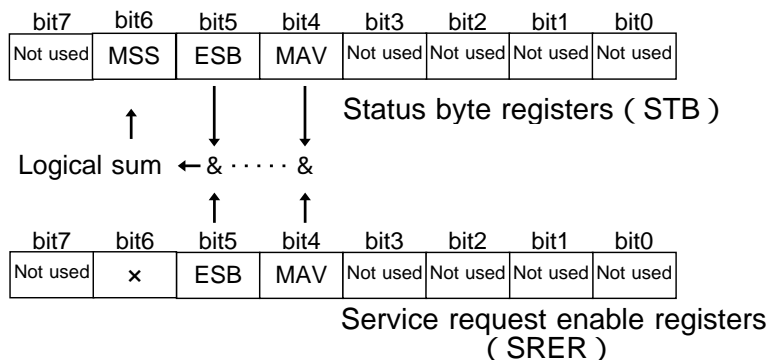 bit7 bit6 bit5 bit4 bit3 bit2 bit1 bit0
Not used MSS ESB MAV Not used Not used Not used Not used
Status byte registers ( STB )
Logical sum & · · · · · &
bit7 bit6 bit5 bit4 bit3 bit2 bit1 bit0
Not used × ESB MAV Not used Not used Not used Not used
Service request enable registers
( SRER )